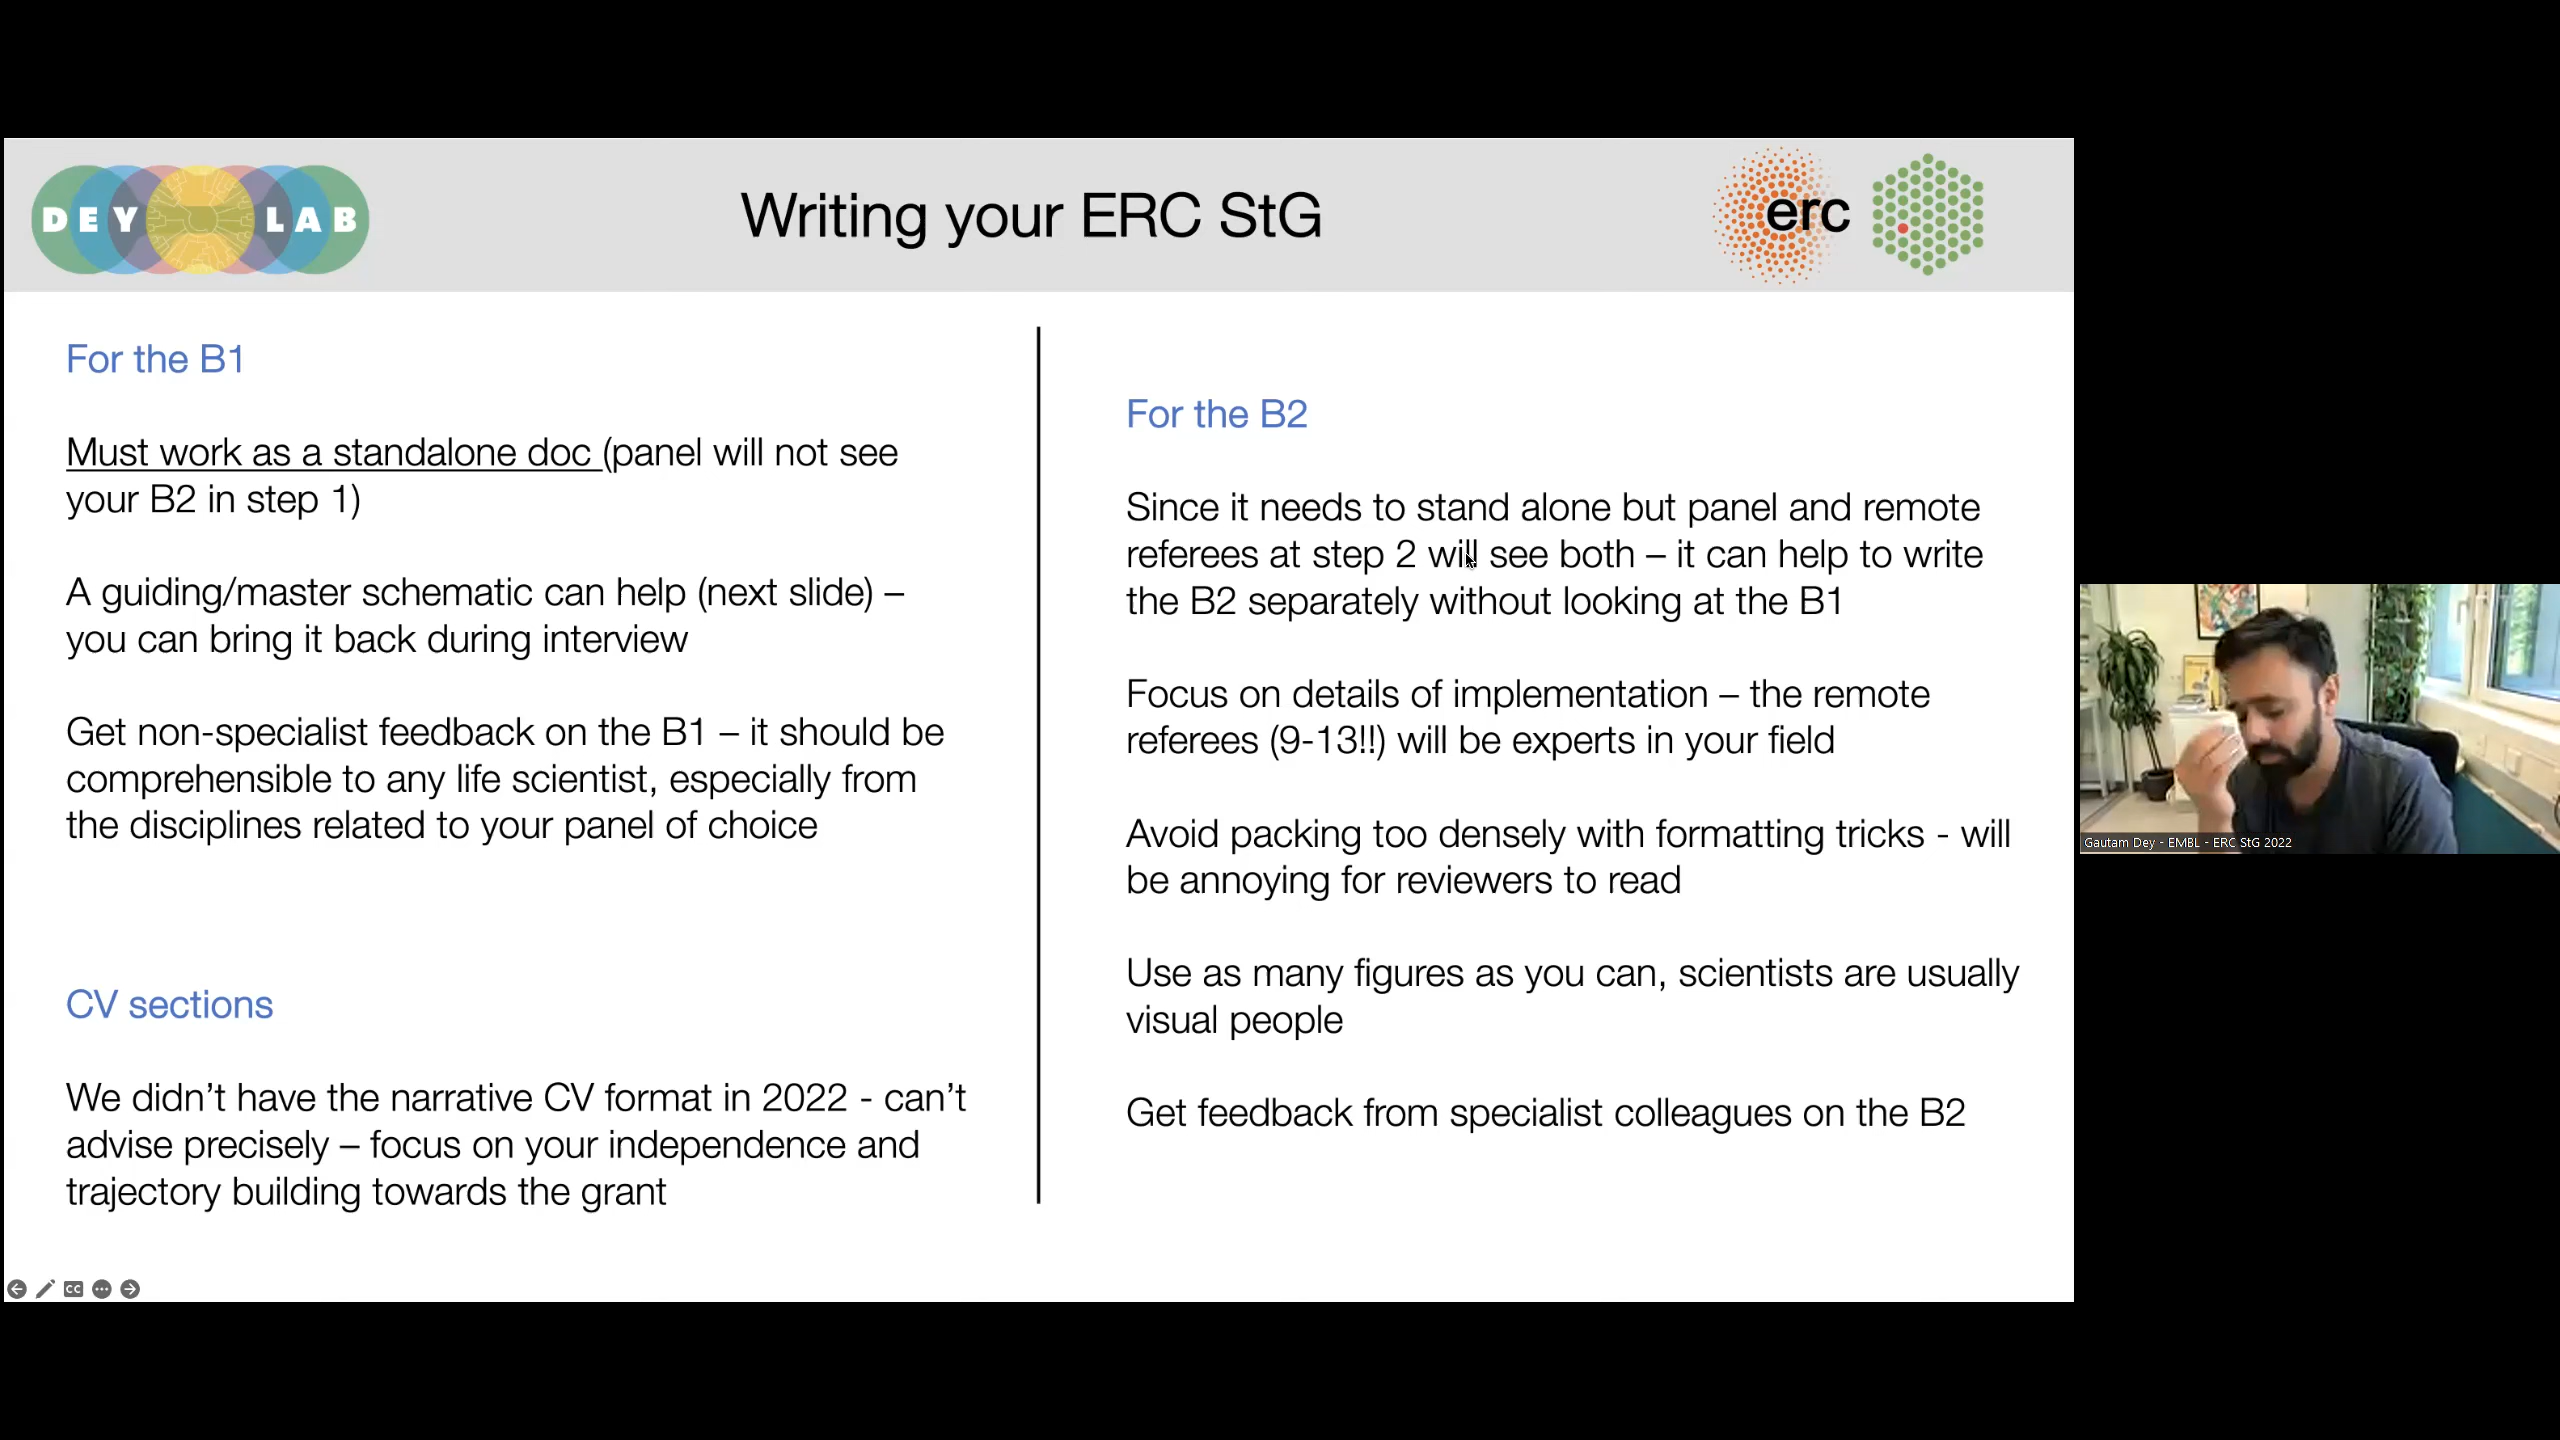 DEY LAB
Writing your ERC StG
erc
For the B1
Must work as a standalone doc (panel will not see
your B2 in step 1)
A guiding/master schematic can help (next slide) –
you can bring it back during interview
Get non-specialist feedback on the B1 – it should be
comprehensible to any life scientist, especially from
the disciplines related to your panel of choice
CV sections
We didn’t have the narrative CV format in 2022 - can’t
advise precisely – focus on your independence and
trajectory building towards the grant
For the B2
Since it needs to stand alone but panel and remote
referees at step 2 will see both – it can help to write
the B2 separately without looking at the B1
Focus on details of implementation – the remote
referees (9-13!!) will be experts in your field
Avoid packing too densely with formatting tricks - will
be annoying for reviewers to read
Use as many figures as you can, scientists are usually
visual people
Get feedback from specialist colleagues on the B2
CC
Gautam Dey - EMBL - ERC StG 2022